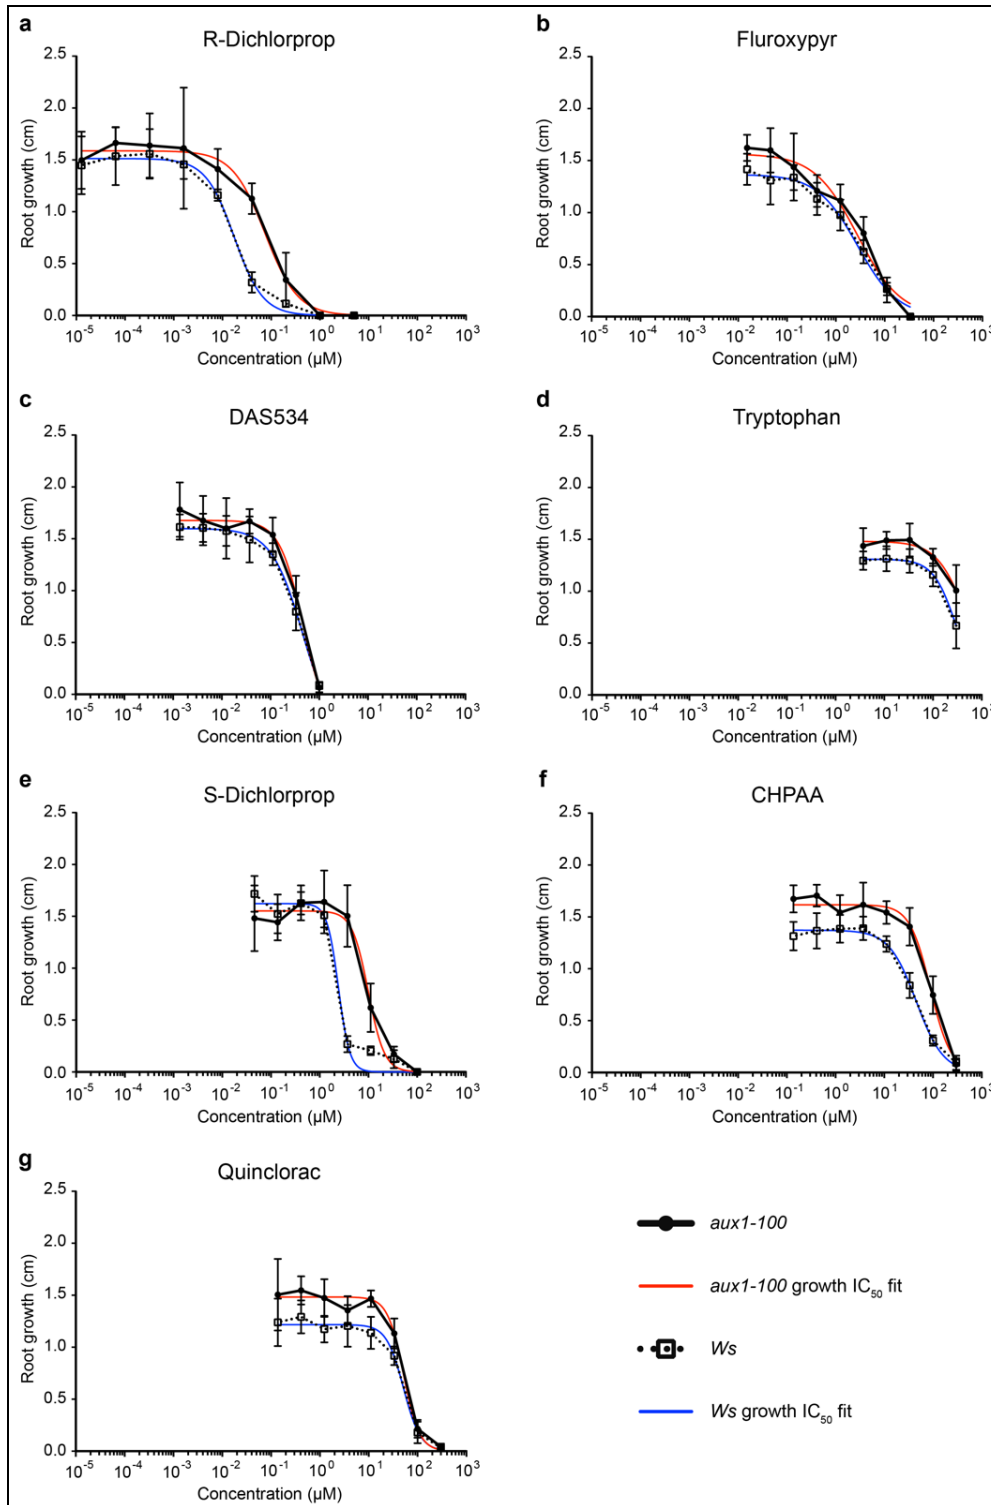 a
R-Dichlorprop
2.5
2.0
1.5
1.0
0.5
0.0
Root growth (cm)
10⁻⁵ 10⁻⁴ 10⁻³ 10⁻² 10⁻¹ 10⁰ 10¹ 10² 10³
Concentration (µM)
b
Fluroxypyr
2.5
2.0
1.5
1.0
0.5
0.0
Root growth (cm)
10⁻⁵ 10⁻⁴ 10⁻³ 10⁻² 10⁻¹ 10⁰ 10¹ 10² 10³
Concentration (µM)
c
DAS534
2.5
2.0
1.5
1.0
0.5
0.0
Root growth (cm)
10⁻⁵ 10⁻⁴ 10⁻³ 10⁻² 10⁻¹ 10⁰ 10¹ 10² 10³
Concentration (µM)
d
Tryptophan
2.5
2.0
1.5
1.0
0.5
0.0
Root growth (cm)
10⁻⁵ 10⁻⁴ 10⁻³ 10⁻² 10⁻¹ 10⁰ 10¹ 10² 10³
Concentration (µM)
e
S-Dichlorprop
2.5
2.0
1.5
1.0
0.5
0.0
Root growth (cm)
10⁻⁵ 10⁻⁴ 10⁻³ 10⁻² 10⁻¹ 10⁰ 10¹ 10² 10³
Concentration (µM)
f
CHPAA
2.5
2.0
1.5
1.0
0.5
0.0
Root growth (cm)
10⁻⁵ 10⁻⁴ 10⁻³ 10⁻² 10⁻¹ 10⁰ 10¹ 10² 10³
Concentration (µM)
g
Quinclorac
2.5
2.0
1.5
1.0
0.5
0.0
Root growth (cm)
10⁻⁵ 10⁻⁴ 10⁻³ 10⁻² 10⁻¹ 10⁰ 10¹ 10² 10³
Concentration (µM)
aux1-100
aux1-100 growth IC₅₀ fit
Ws
Ws growth IC₅₀ fit